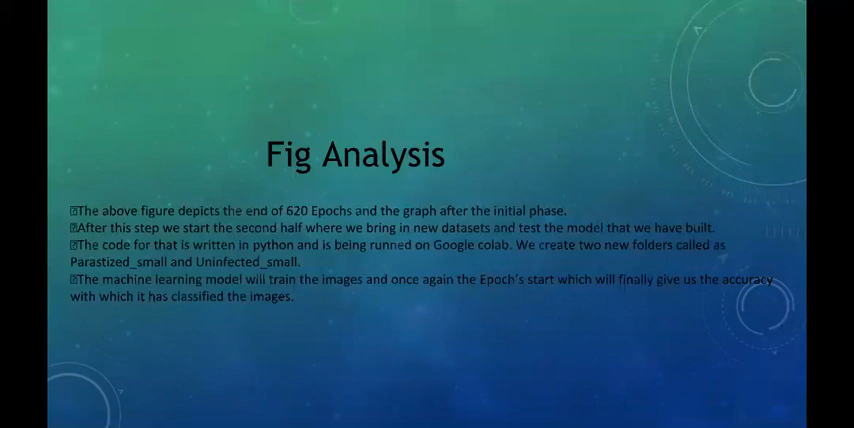 Fig Analysis
The above figure depicts the end of 620 Epochs and the graph after the initial phase.
After this step we start the second half where we bring in new datasets and test the model that we have built.
The code for that is written in python and is being runned on Google colab. We create two new folders called as
Parastized_small and Uninfected_small.
The machine learning model will train the images and once again the Epoch's start which will finally give us the accuracy
with which it has classified the images.